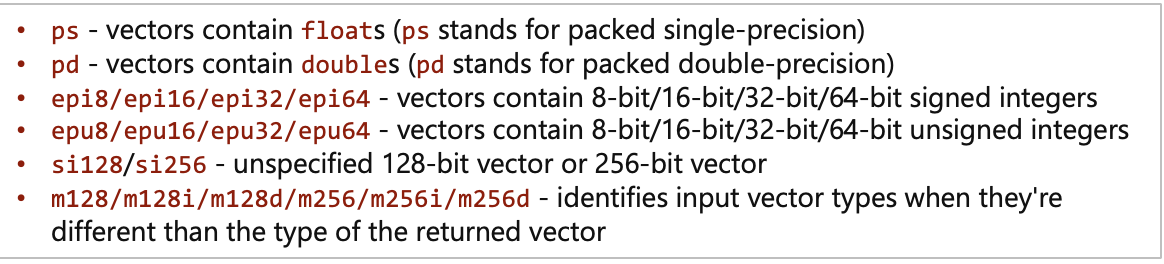 • ps - vectors contain floats (ps stands for packed single-precision)
• pd - vectors contain doubles (pd stands for packed double-precision)
• epi8/epi16/epi32/epi64 - vectors contain 8-bit/16-bit/32-bit/64-bit signed integers
• epu8/epu16/epu32/epu64 - vectors contain 8-bit/16-bit/32-bit/64-bit unsigned integers
• si128/si256 - unspecified 128-bit vector or 256-bit vector
• m128/m128i/m128d/m256/m256i/m256d - identifies input vector types when they're
different than the type of the returned vector